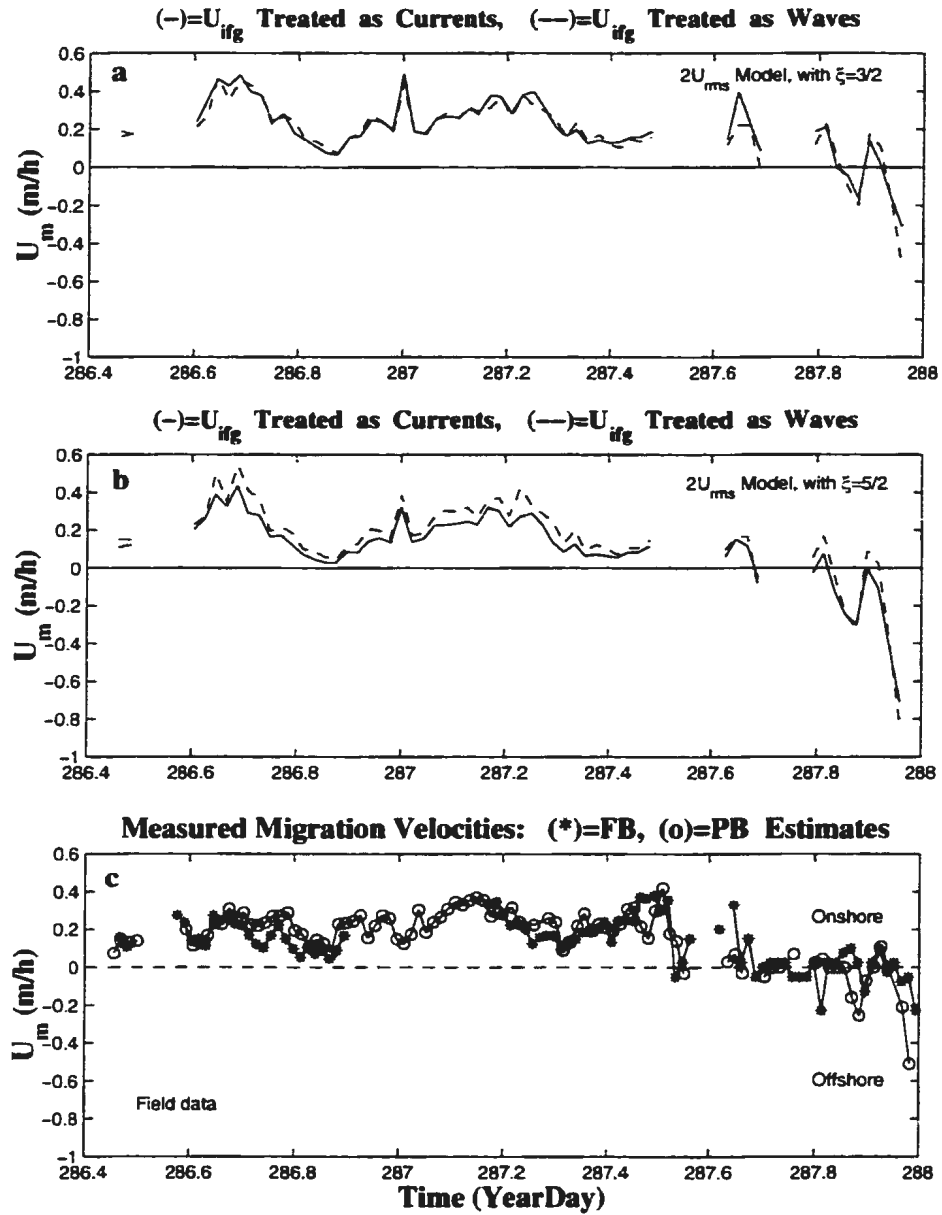 (−)=U_ifg Treated as Currents, (−−)=U_ifg Treated as Waves
a
2U_rms Model, with ξ=3/2
U_m (m/h)
0.6
0.4
0.2
0
−0.2
−0.4
−0.6
−0.8
−1
286.4 286.6 286.8 287 287.2 287.4 287.6 287.8 288
(−)=U_ifg Treated as Currents, (−−)=U_ifg Treated as Waves
b
2U_rms Model, with ξ=5/2
U_m (m/h)
0.6
0.4
0.2
0
−0.2
−0.4
−0.6
−0.8
−1
286.4 286.6 286.8 287 287.2 287.4 287.6 287.8 288
Measured Migration Velocities: (*)=FB, (o)=PB Estimates
c
Onshore
Offshore
Field data
U_m (m/h)
0.6
0.4
0.2
0
−0.2
−0.4
−0.6
−0.8
−1
286.4 286.6 286.8 287 287.2 287.4 287.6 287.8 288
Time (YearDay)